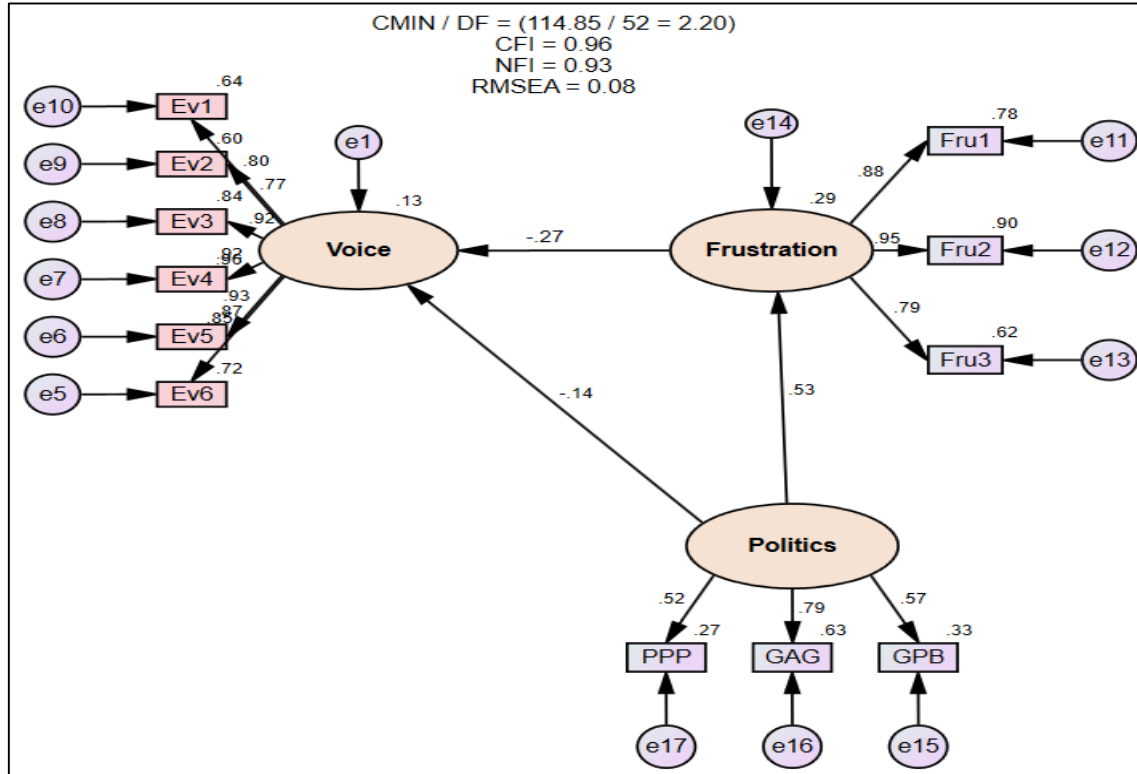 CMIN / DF = (114.85 / 52 = 2.20)
CFI = 0.96
NFI = 0.93
RMSEA = 0.08
.64
e10
Ev1
.60
.80
e9
Ev2
.77
.84
e8
Ev3
.92
.92
.96
e7
Ev4
.93
.87
.85
e6
Ev5
.72
e5
Ev6
e1
.13
Voice
-.27
e14
.29
Frustration
.78
.88
Fru1
e11
.90
.95
Fru2
e12
.79
.62
Fru3
e13
-.14
.53
Politics
.52
.79
.57
.27
.63
.33
PPP
GAG
GPB
e17
e16
e15